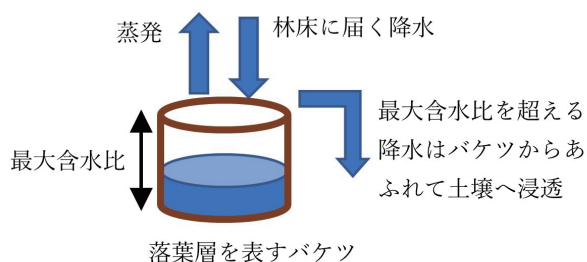 蒸発
林床に届く降水
最大含水比を超える
降水はバケツからあ
ふれて土壌へ浸透
最大含水比
落葉層を表すバケツ